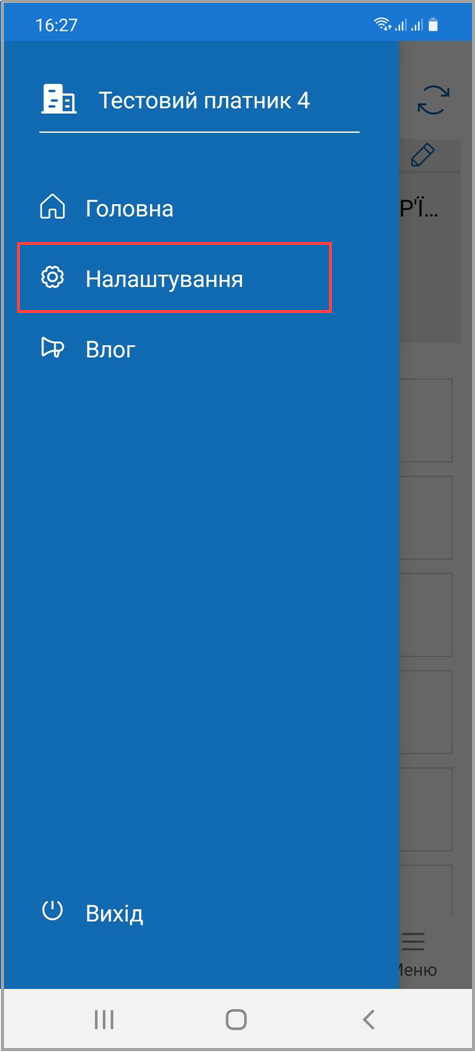 16:27
Тестовий платник 4
Р'Ї...
Головна
Налаштування
Влог
Вихід
Меню